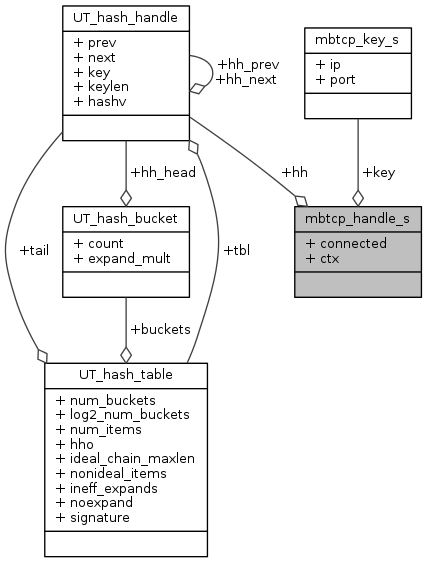 UT_hash_handle
+ prev
+ next
+ key
+ keylen
+ hashv
+hh_prev
+hh_next
mbtcp_key_s
+ ip
+ port
+hh_head
+hh
+key
UT_hash_bucket
+ count
+ expand_mult
mbtcp_handle_s
+ connected
+ ctx
+tail
+tbl
+buckets
UT_hash_table
+ num_buckets
+ log2_num_buckets
+ num_items
+ hho
+ ideal_chain_maxlen
+ nonideal_items
+ ineff_expands
+ noexpand
+ signature